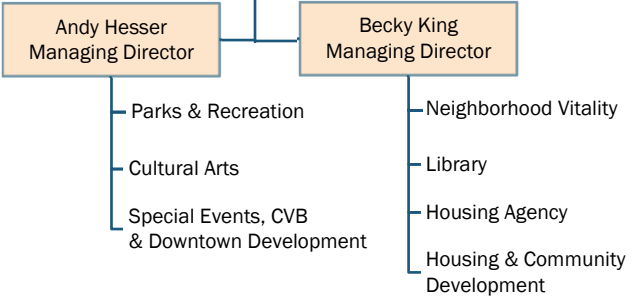 Andy Hesser
Managing Director
Parks & Recreation
Cultural Arts
Special Events, CVB
& Downtown Development
Becky King
Managing Director
Neighborhood Vitality
Library
Housing Agency
Housing & Community
Development